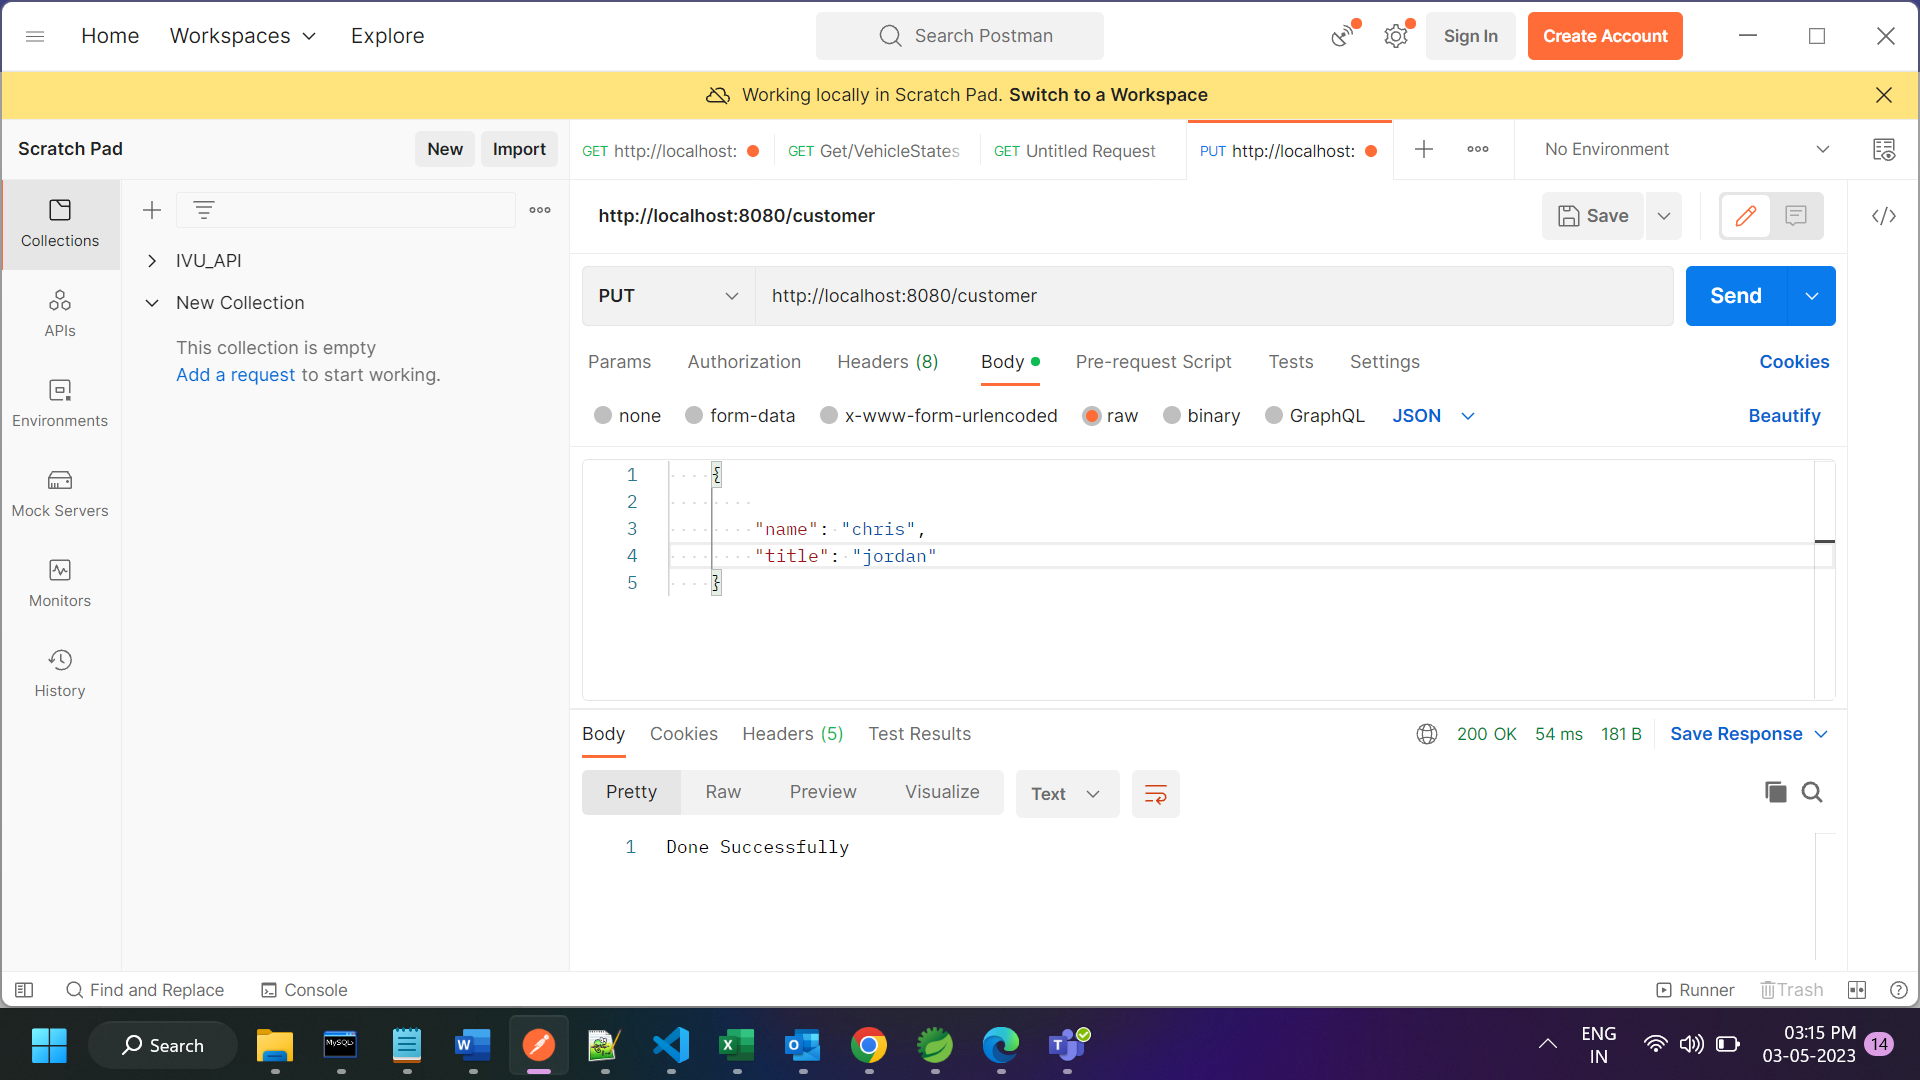 Home Workspaces Explore Search Postman Sign In Create Account
Working locally in Scratch Pad. Switch to a Workspace
Scratch Pad New Import GET http://localhost: GET Get/VehicleStates GET Untitled Request PUT http://localhost: No Environment
Collections
IVU_API
New Collection
This collection is empty
Add a request to start working.
APIs
Environments
Mock Servers
Monitors
History
http://localhost:8080/customer Save
PUT http://localhost:8080/customer Send
Params Authorization Headers (8) Body Pre-request Script Tests Settings Cookies
none form-data x-www-form-urlencoded raw binary GraphQL JSON Beautify
1 {
2
3 "name": "chris",
4 "title": "jordan"
5 }
Body Cookies Headers (5) Test Results 200 OK 54 ms 181 B Save Response
Pretty Raw Preview Visualize Text
1 Done Successfully
Find and Replace Console Runner Trash
Search ENG IN 03:15 PM 03-05-2023 14